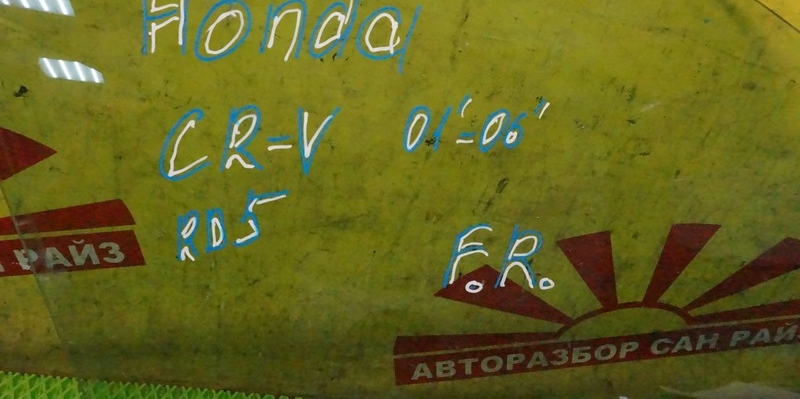 Honda
CR-V 01'-06'
RD5
F.R.
РАЙЗ
АВТОРАЗБОР САН РАЙ